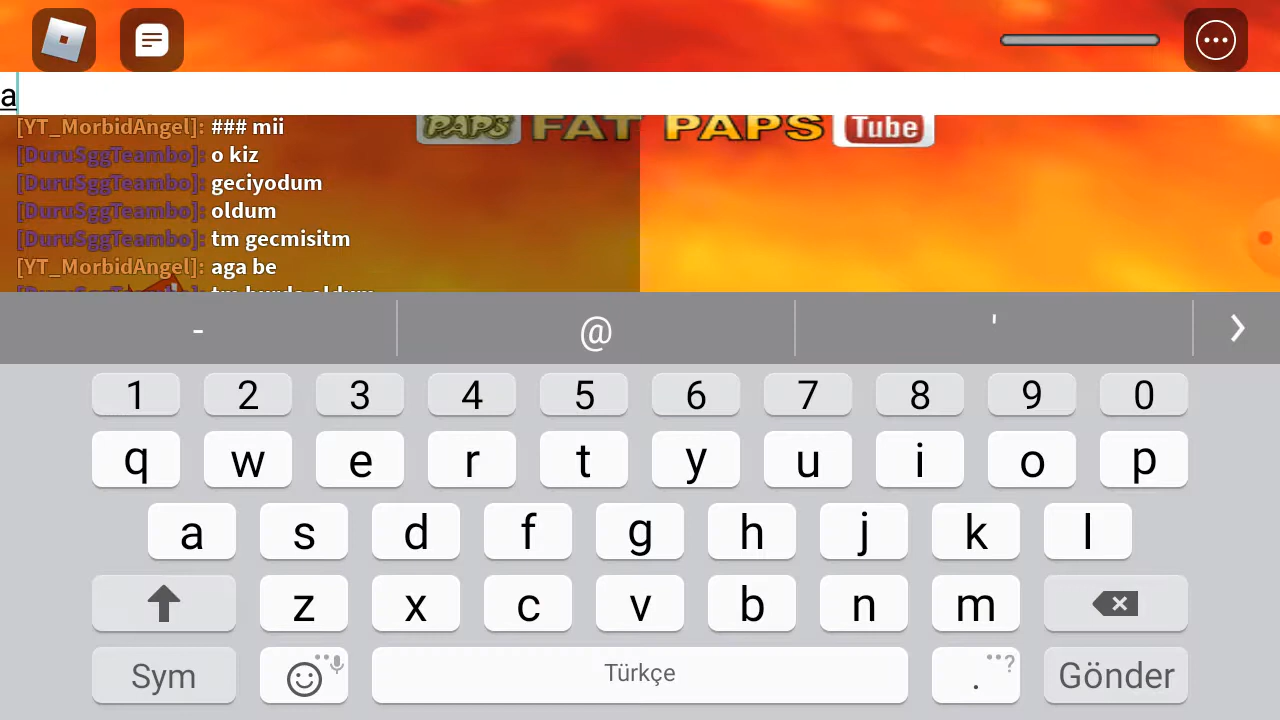 a
PAPS FAT PAPS Tube
[YT_MorbidAngel]: ### mii
[DuruSggTeambo]: o kiz
[DuruSggTeambo]: geciyodum
[DuruSggTeambo]: oldum
[DuruSggTeambo]: tm gecmisitm
[YT_MorbidAngel]: aga be
- @ '
1 2 3 4 5 6 7 8 9 0
q w e r t y u i o p
a s d f g h j k l
z x c v b n m
Sym Türkçe . ? Gönder